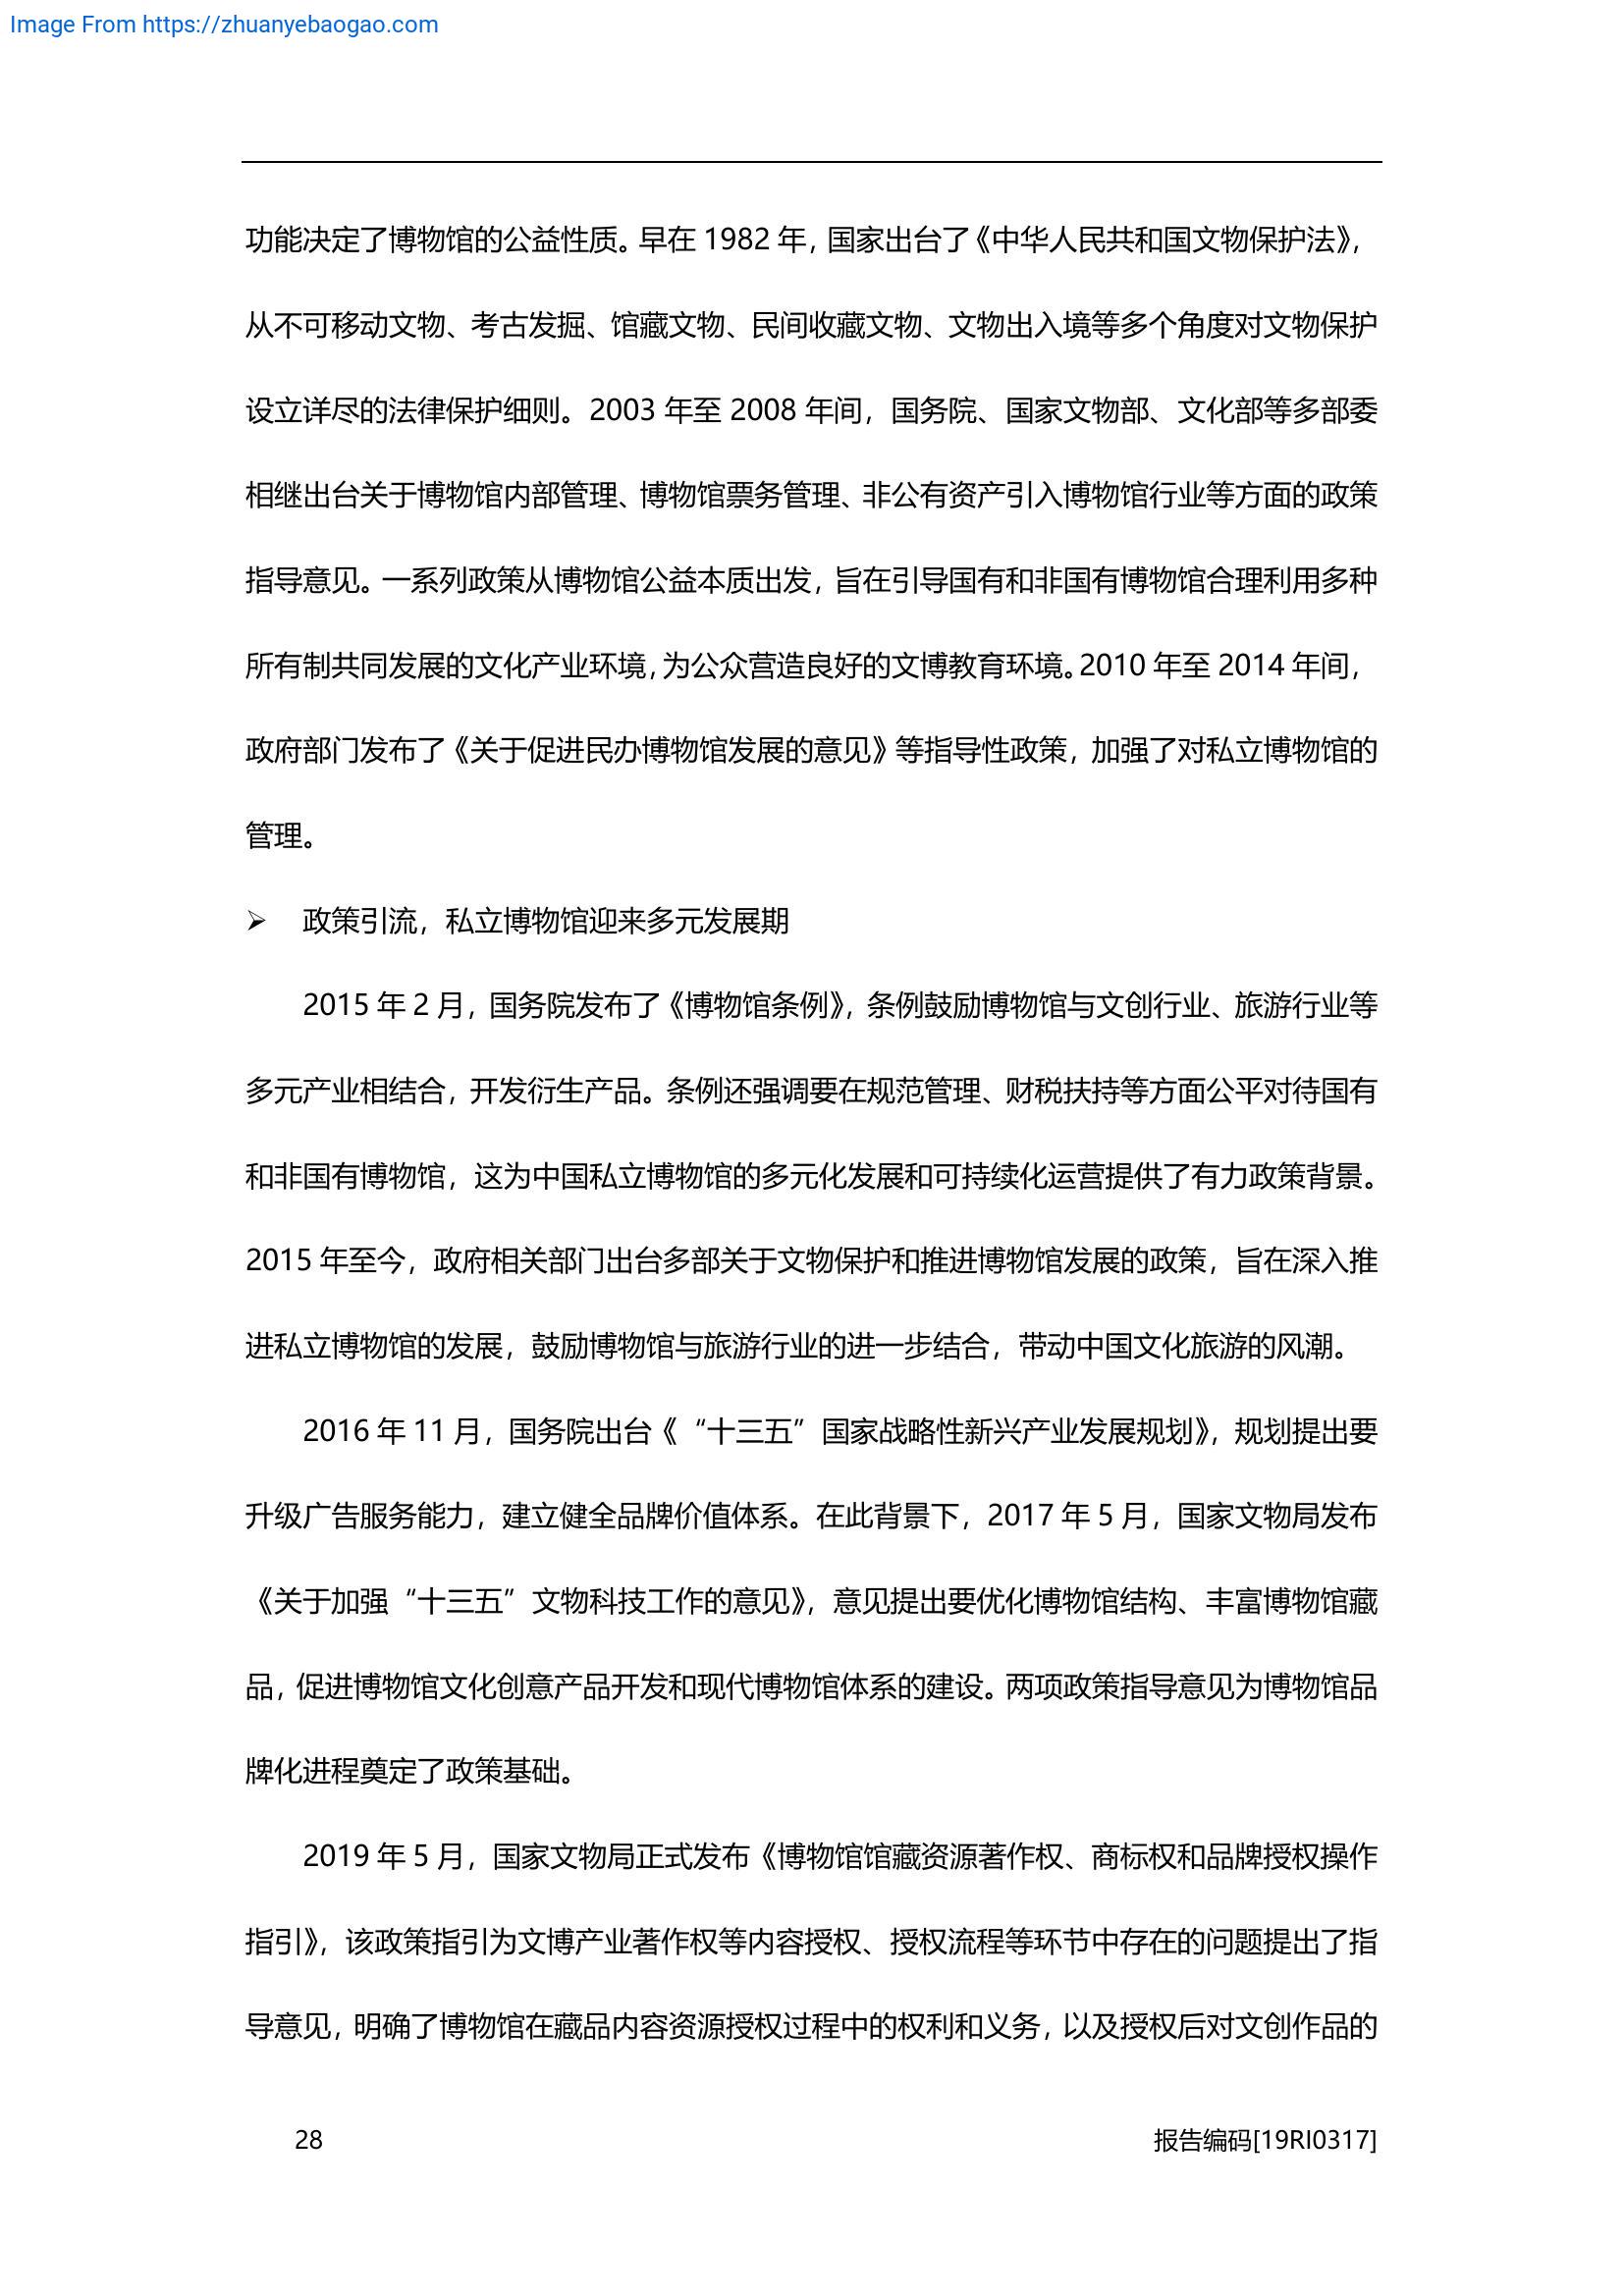 Image From https://zhuanyebaogao.com
功能决定了博物馆的公益性质。早在 1982 年，国家出台了《中华人民共和国文物保护法》，
从不可移动文物、考古发掘、馆藏文物、民间收藏文物、文物出入境等多个角度对文物保护
设立详尽的法律保护细则。2003 年至 2008 年间，国务院、国家文物部、文化部等多部委
相继出台关于博物馆内部管理、博物馆票务管理、非公有资产引入博物馆行业等方面的政策
指导意见。一系列政策从博物馆公益本质出发，旨在引导国有和非国有博物馆合理利用多种
所有制共同发展的文化产业环境，为公众营造良好的文博教育环境。2010 年至 2014 年间，
政府部门发布了《关于促进民办博物馆发展的意见》等指导性政策，加强了对私立博物馆的
管理。
➢ 政策引流，私立博物馆迎来多元发展期
2015 年 2 月，国务院发布了《博物馆条例》，条例鼓励博物馆与文创行业、旅游行业等
多元产业相结合，开发衍生产品。条例还强调要在规范管理、财税扶持等方面公平对待国有
和非国有博物馆，这为中国私立博物馆的多元化发展和可持续化运营提供了有力政策背景。
2015 年至今，政府相关部门出台多部关于文物保护和推进博物馆发展的政策，旨在深入推
进私立博物馆的发展，鼓励博物馆与旅游行业的进一步结合，带动中国文化旅游的风潮。
2016 年 11 月，国务院出台《“十三五”国家战略性新兴产业发展规划》，规划提出要
升级广告服务能力，建立健全品牌价值体系。在此背景下，2017 年 5 月，国家文物局发布
《关于加强“十三五”文物科技工作的意见》，意见提出要优化博物馆结构、丰富博物馆藏
品，促进博物馆文化创意产品开发和现代博物馆体系的建设。两项政策指导意见为博物馆品
牌化进程奠定了政策基础。
2019 年 5 月，国家文物局正式发布《博物馆馆藏资源著作权、商标权和品牌授权操作
指引》，该政策指引为文博产业著作权等内容授权、授权流程等环节中存在的问题提出了指
导意见，明确了博物馆在藏品内容资源授权过程中的权利和义务，以及授权后对文创作品的
28 报告编码[19RI0317]